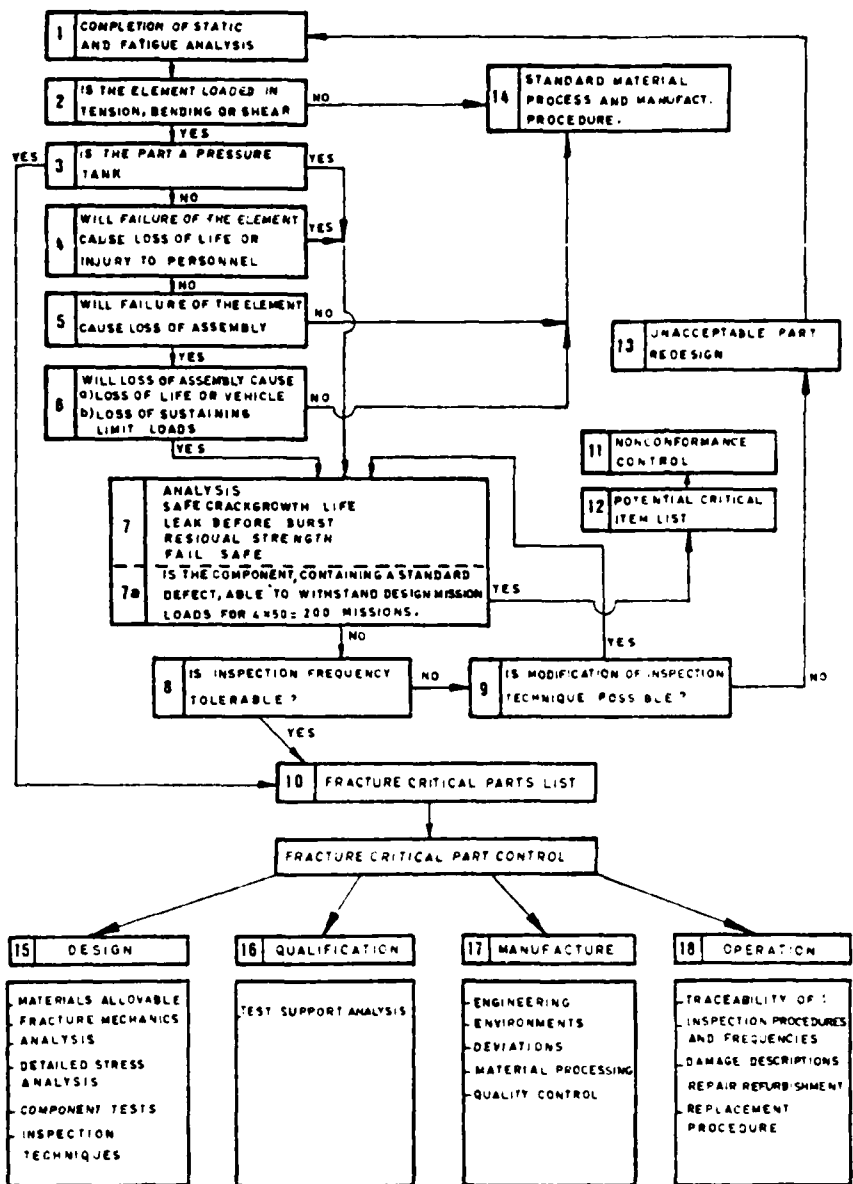 1 COMPLETION OF STATIC
AND FATIGUE ANALYSIS
2 IS THE ELEMENT LOADED IN
TENSION, BENDING OR SHEAR
NO
14 STANDARD MATERIAL
PROCESS AND MANUFACT.
PROCEDURE.
YES
YES
3 IS THE PART A PRESSURE
TANK
YES
NO
4 WILL FAILURE OF THE ELEMENT
CAUSE LOSS OF LIFE OR
INJURY TO PERSONNEL
YES
NO
5 WILL FAILURE OF THE ELEMENT
CAUSE LOSS OF ASSEMBLY
NO
YES
13 UNACCEPTABLE PART
REDESIGN
6 WILL LOSS OF ASSEMBLY CAUSE
a) LOSS OF LIFE OR VEHICLE
b) LOSS OF SUSTAINING
LIMIT LOADS
NO
YES
11 NONCONFORMANCE
CONTROL
12 POTENTIAL CRITICAL
ITEM LIST
7 ANALYSIS
SAFE CRACKGROWTH LIFE
LEAK BEFORE BURST
RESIDUAL STRENGTH
FAIL SAFE
7a IS THE COMPONENT, CONTAINING A STANDARD
DEFECT, ABLE TO WITHSTAND DESIGN MISSION
LOADS FOR 4×50= 200 MISSIONS.
YES
NO
YES
8 IS INSPECTION FREQUENCY
TOLERABLE?
NO
9 IS MODIFICATION OF INSPECTION
TECHNIQUE POSSIBLE?
NO
YES
10 FRACTURE CRITICAL PARTS LIST
FRACTURE CRITICAL PART CONTROL
15 DESIGN
MATERIALS ALLOVABLE
FRACTURE MECHANICS
ANALYSIS
DETAILED STRESS
ANALYSIS
COMPONENT TESTS
INSPECTION
TECHNIQUES
16 QUALIFICATION
TEST SUPPORT ANALYSIS
17 MANUFACTURE
ENGINEERING
ENVIRONMENTS
DEVIATIONS
MATERIAL PROCESSING
QUALITY CONTROL
18 OPERATION
TRACEABILITY OF :
INSPECTION PROCEDURES
AND FREQUENCIES
DAMAGE DESCRIPTIONS
REPAIR REFURBISHMENT
REPLACEMENT
PROCEDURE